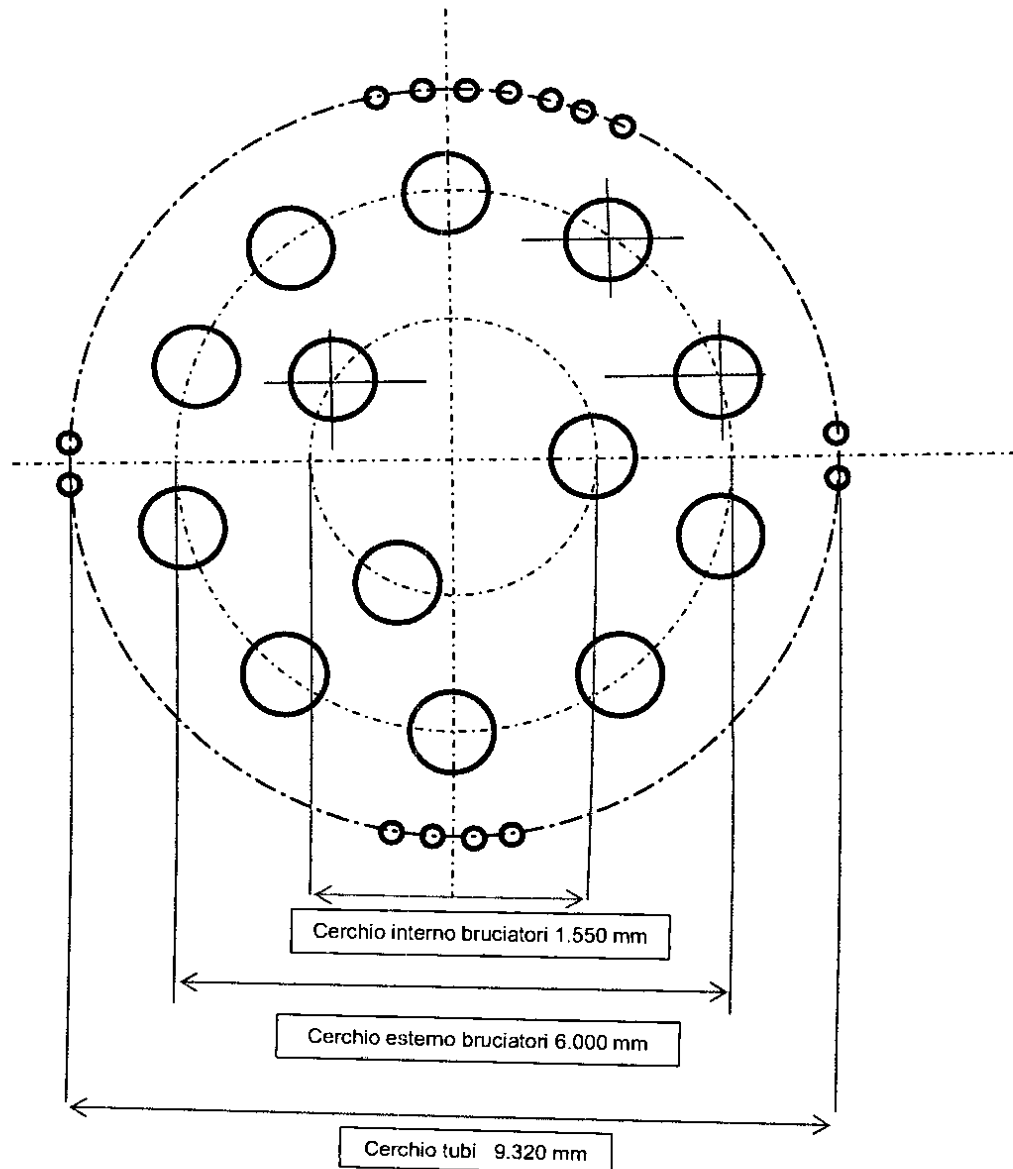 Cerchio interno bruciatori 1.550 mm
Cerchio esterno bruciatori 6.000 mm
Cerchio tubi 9.320 mm